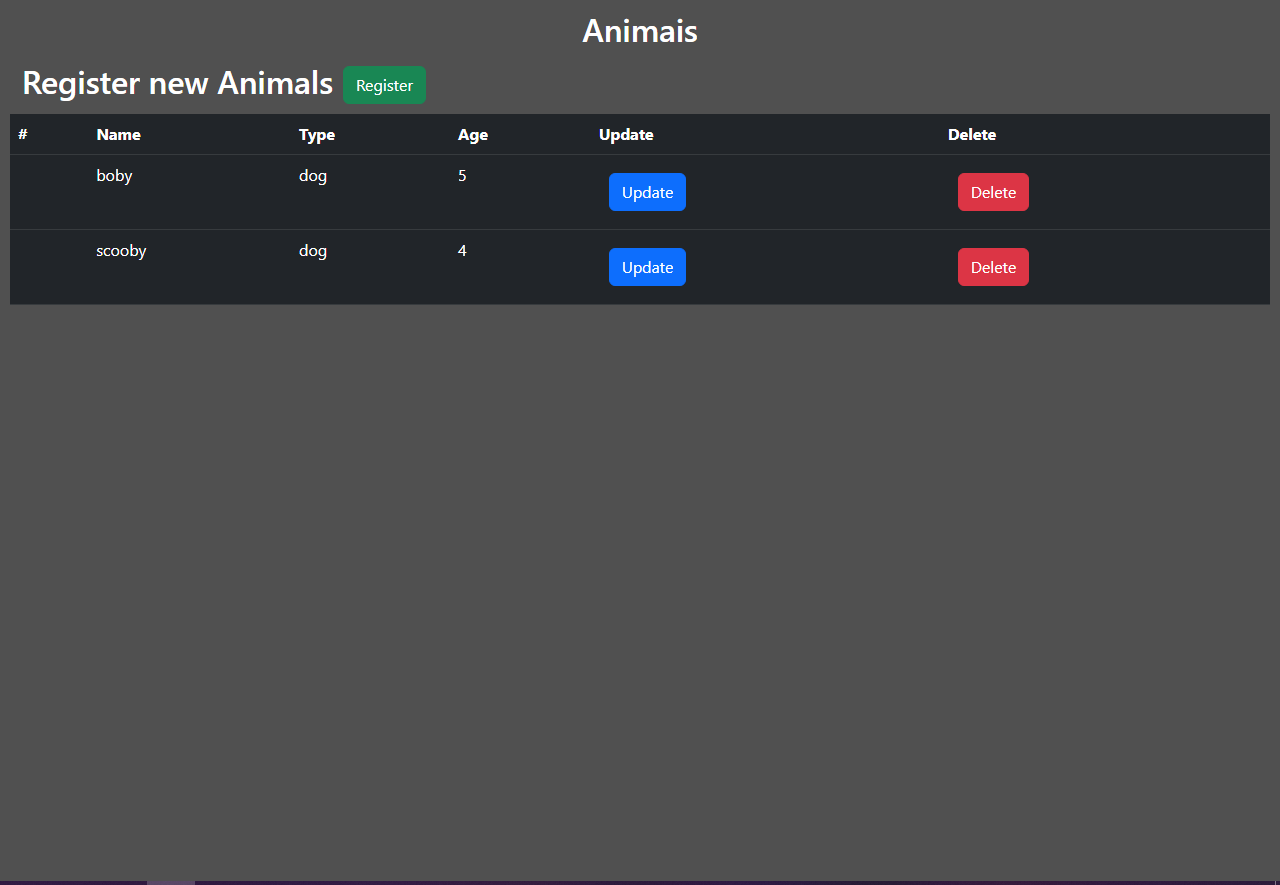 Animais
Register new Animals Register
# Name Type Age Update Delete
boby dog 5 Update Delete
scooby dog 4 Update Delete